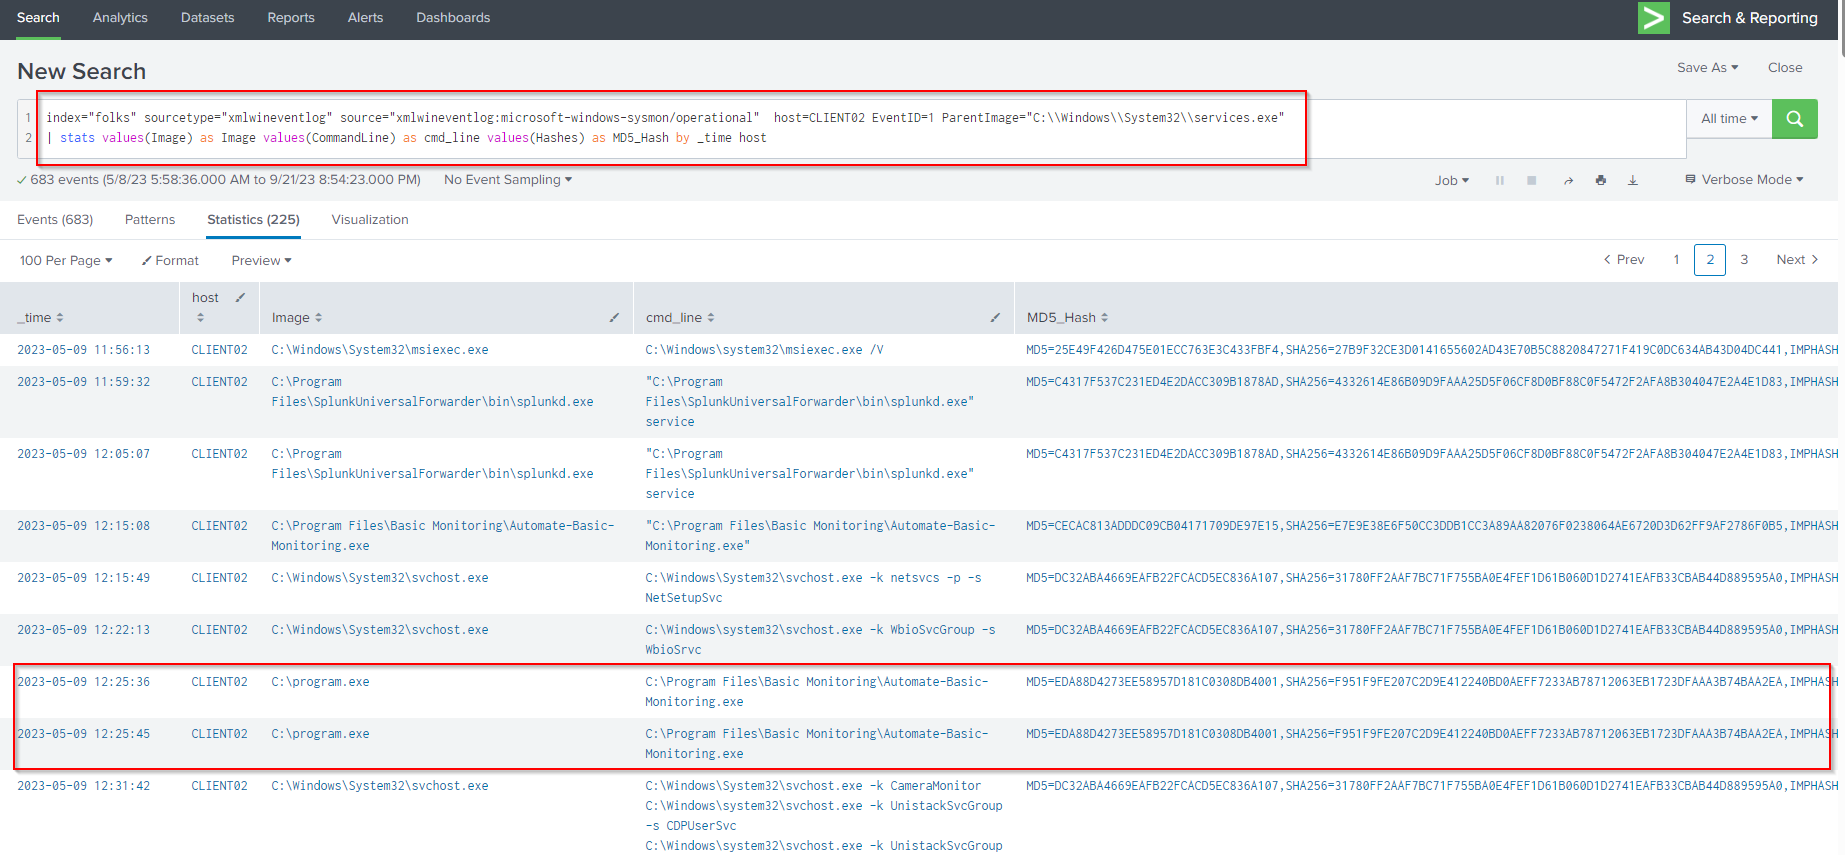 Search Analytics Datasets Reports Alerts Dashboards Search & Reporting
New Search
Save As Close
1 index="folks" sourcetype="xmlwineventlog" source="xmlwineventlog:microsoft-windows-sysmon/operational" host=CLIENT02 EventID=1 ParentImage="C:\\Windows\\System32\\services.exe"
2 | stats values(Image) as Image values(CommandLine) as cmd_line values(Hashes) as MD5_Hash by _time host
All time
683 events (5/8/23 5:58:36.000 AM to 9/21/23 8:54:23.000 PM) No Event Sampling
Job Verbose Mode
Events (683) Patterns Statistics (225) Visualization
100 Per Page Format Preview
Prev 1 2 3 Next
_time host Image cmd_line MD5_Hash
2023-05-09 11:56:13 CLIENT02 C:\Windows\System32\msiexec.exe C:\Windows\system32\msiexec.exe /V MD5=25E49F426D475E01ECC763E3C433FBF4,SHA256=27B9F32CE3D0141655602AD43E70B5C8820847271F419C0DC634AB43D04DC441,IMPHASH
2023-05-09 11:59:32 CLIENT02 C:\Program "C:\Program MD5=C4317F537C231ED4E2DACC309B1878AD,SHA256=4332614E86B09D9FAAA25D5F06CF8D0BF88C0F5472F2AFA8B304047E2A4E1D83,IMPHASH
Files\SplunkUniversalForwarder\bin\splunkd.exe Files\SplunkUniversalForwarder\bin\splunkd.exe"
service
2023-05-09 12:05:07 CLIENT02 C:\Program "C:\Program MD5=C4317F537C231ED4E2DACC309B1878AD,SHA256=4332614E86B09D9FAAA25D5F06CF8D0BF88C0F5472F2AFA8B304047E2A4E1D83,IMPHASH
Files\SplunkUniversalForwarder\bin\splunkd.exe Files\SplunkUniversalForwarder\bin\splunkd.exe"
service
2023-05-09 12:15:08 CLIENT02 C:\Program Files\Basic Monitoring\Automate-Basic- "C:\Program Files\Basic Monitoring\Automate-Basic- MD5=CECAC813ADDDC09CB04171709DE97E15,SHA256=E7E9E38E6F50CC3DDB1CC3A89AA82076F0238064AE6720D3D62FF9AF2786F0B5,IMPHASH
Monitoring.exe Monitoring.exe"
2023-05-09 12:15:49 CLIENT02 C:\Windows\System32\svchost.exe C:\Windows\System32\svchost.exe -k netsvcs -p -s MD5=DC32ABA4669EAFB22FCACD5EC836A107,SHA256=31780FF2AAF7BC71F755BA0E4FEF1D61B060D1D2741EAFB33CBAB44D889595A0,IMPHASH
NetSetupSvc
2023-05-09 12:22:13 CLIENT02 C:\Windows\System32\svchost.exe C:\Windows\system32\svchost.exe -k WbioSvcGroup -s MD5=DC32ABA4669EAFB22FCACD5EC836A107,SHA256=31780FF2AAF7BC71F755BA0E4FEF1D61B060D1D2741EAFB33CBAB44D889595A0,IMPHASH
WbioSrvc
2023-05-09 12:25:36 CLIENT02 C:\program.exe C:\Program Files\Basic Monitoring\Automate-Basic- MD5=EDA88D4273EE58957D181C0308DB4001,SHA256=F951F9FE207C2D9E412240BD0AEFF7233AB78712063EB1723DFAAA3B74BAA2EA,IMPHASH
Monitoring.exe
2023-05-09 12:25:45 CLIENT02 C:\program.exe C:\Program Files\Basic Monitoring\Automate-Basic- MD5=EDA88D4273EE58957D181C0308DB4001,SHA256=F951F9FE207C2D9E412240BD0AEFF7233AB78712063EB1723DFAAA3B74BAA2EA,IMPHASH
Monitoring.exe
2023-05-09 12:31:42 CLIENT02 C:\Windows\System32\svchost.exe C:\Windows\System32\svchost.exe -k CameraMonitor MD5=DC32ABA4669EAFB22FCACD5EC836A107,SHA256=31780FF2AAF7BC71F755BA0E4FEF1D61B060D1D2741EAFB33CBAB44D889595A0,IMPHASH
C:\Windows\system32\svchost.exe -k UnistackSvcGroup
-s CDPUserSvc
C:\Windows\system32\svchost.exe -k UnistackSvcGroup